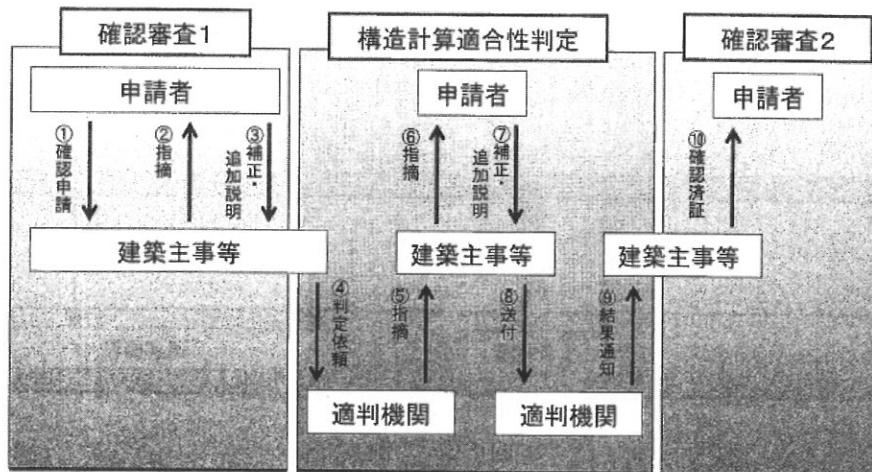 確認審査1
構造計算適合性判定
確認審査2
申請者
申請者
申請者
①確認申請
②指摘
③補正・
追加説明
⑥指摘
⑦補正・
追加説明
⑩確認済証
建築主事等
建築主事等
建築主事等
④判定依頼
⑤指摘
⑧送付
⑨結果通知
適判機関
適判機関